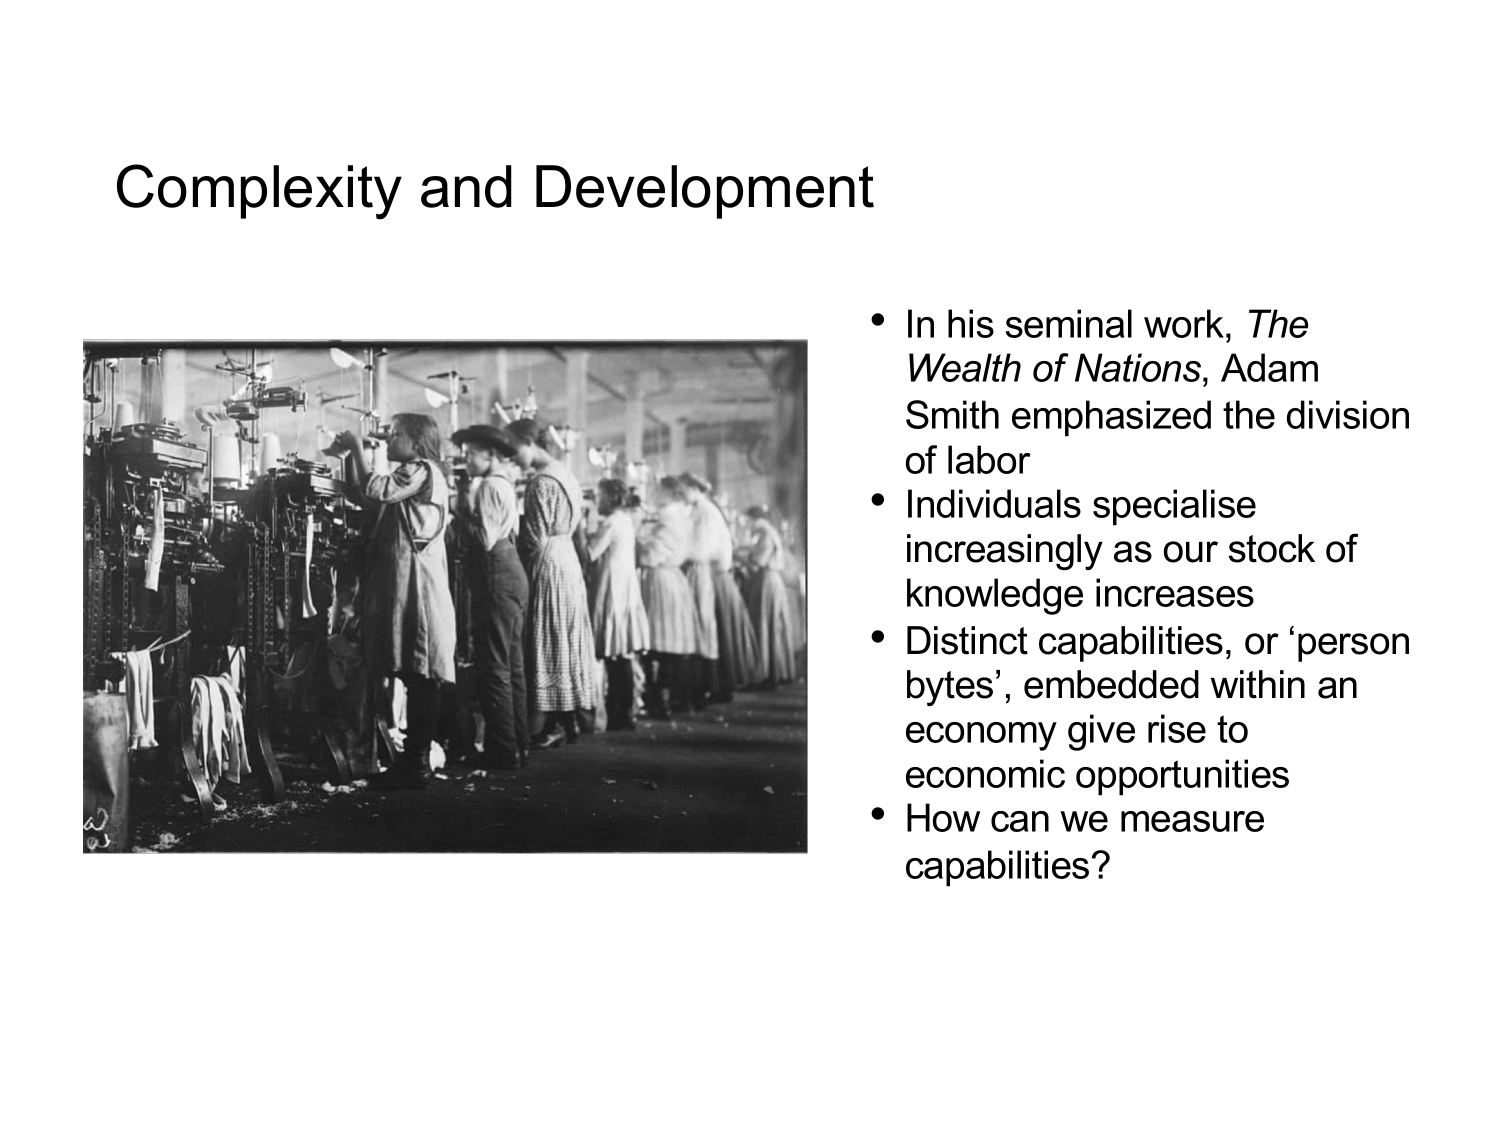 Complexity and Development
• In his seminal work, The
Wealth of Nations, Adam
Smith emphasized the division
of labor
• Individuals specialise
increasingly as our stock of
knowledge increases
• Distinct capabilities, or ‘person
bytes’, embedded within an
economy give rise to
economic opportunities
• How can we measure
capabilities?